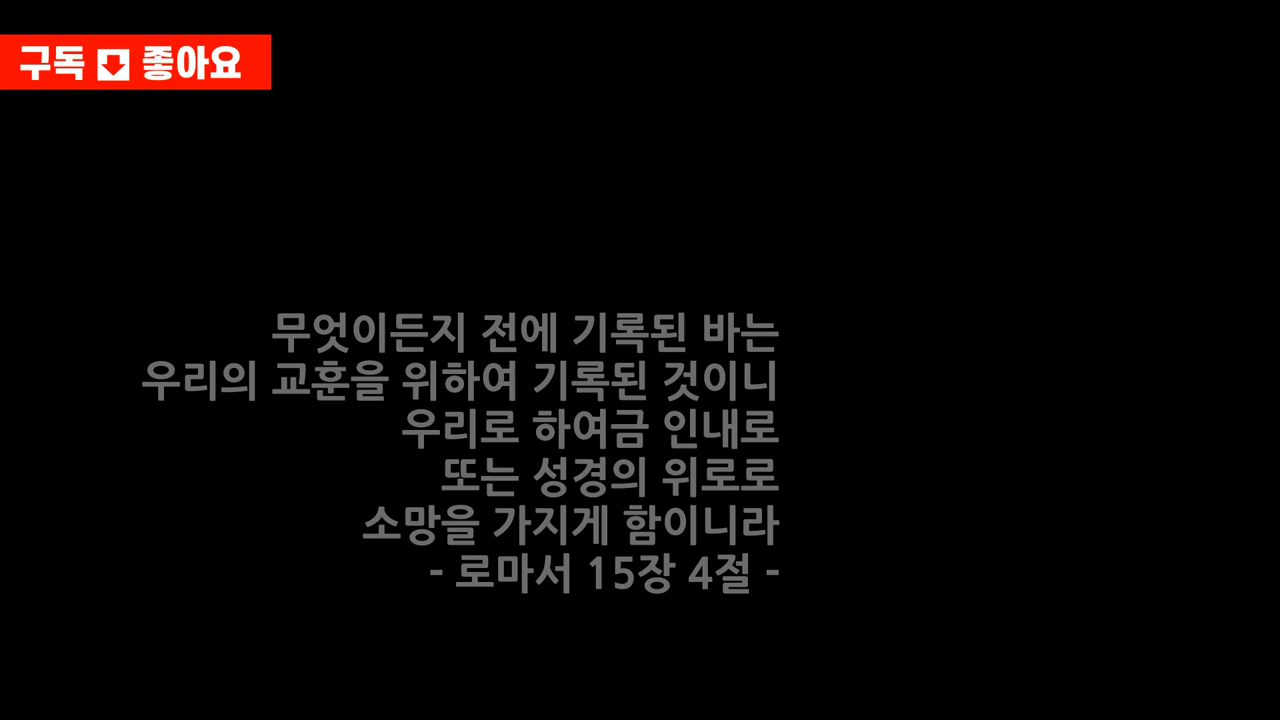 구독 좋아요
무엇이든지 전에 기록된 바는
우리의 교훈을 위하여 기록된 것이니
우리로 하여금 인내로
또는 성경의 위로로
소망을 가지게 함이니라
- 로마서 15장 4절 -